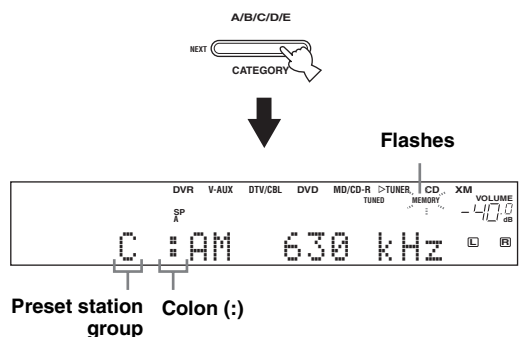 A/B/C/D/E
NEXT
CATEGORY
Flashes
DVR V-AUX DTV/CBL DVD MD/CD-R ▷TUNER CD XM
TUNED MEMORY VOLUME
SP
A
-40.0 dB
C :AM 630 kHz L R
Preset station group Colon (:)